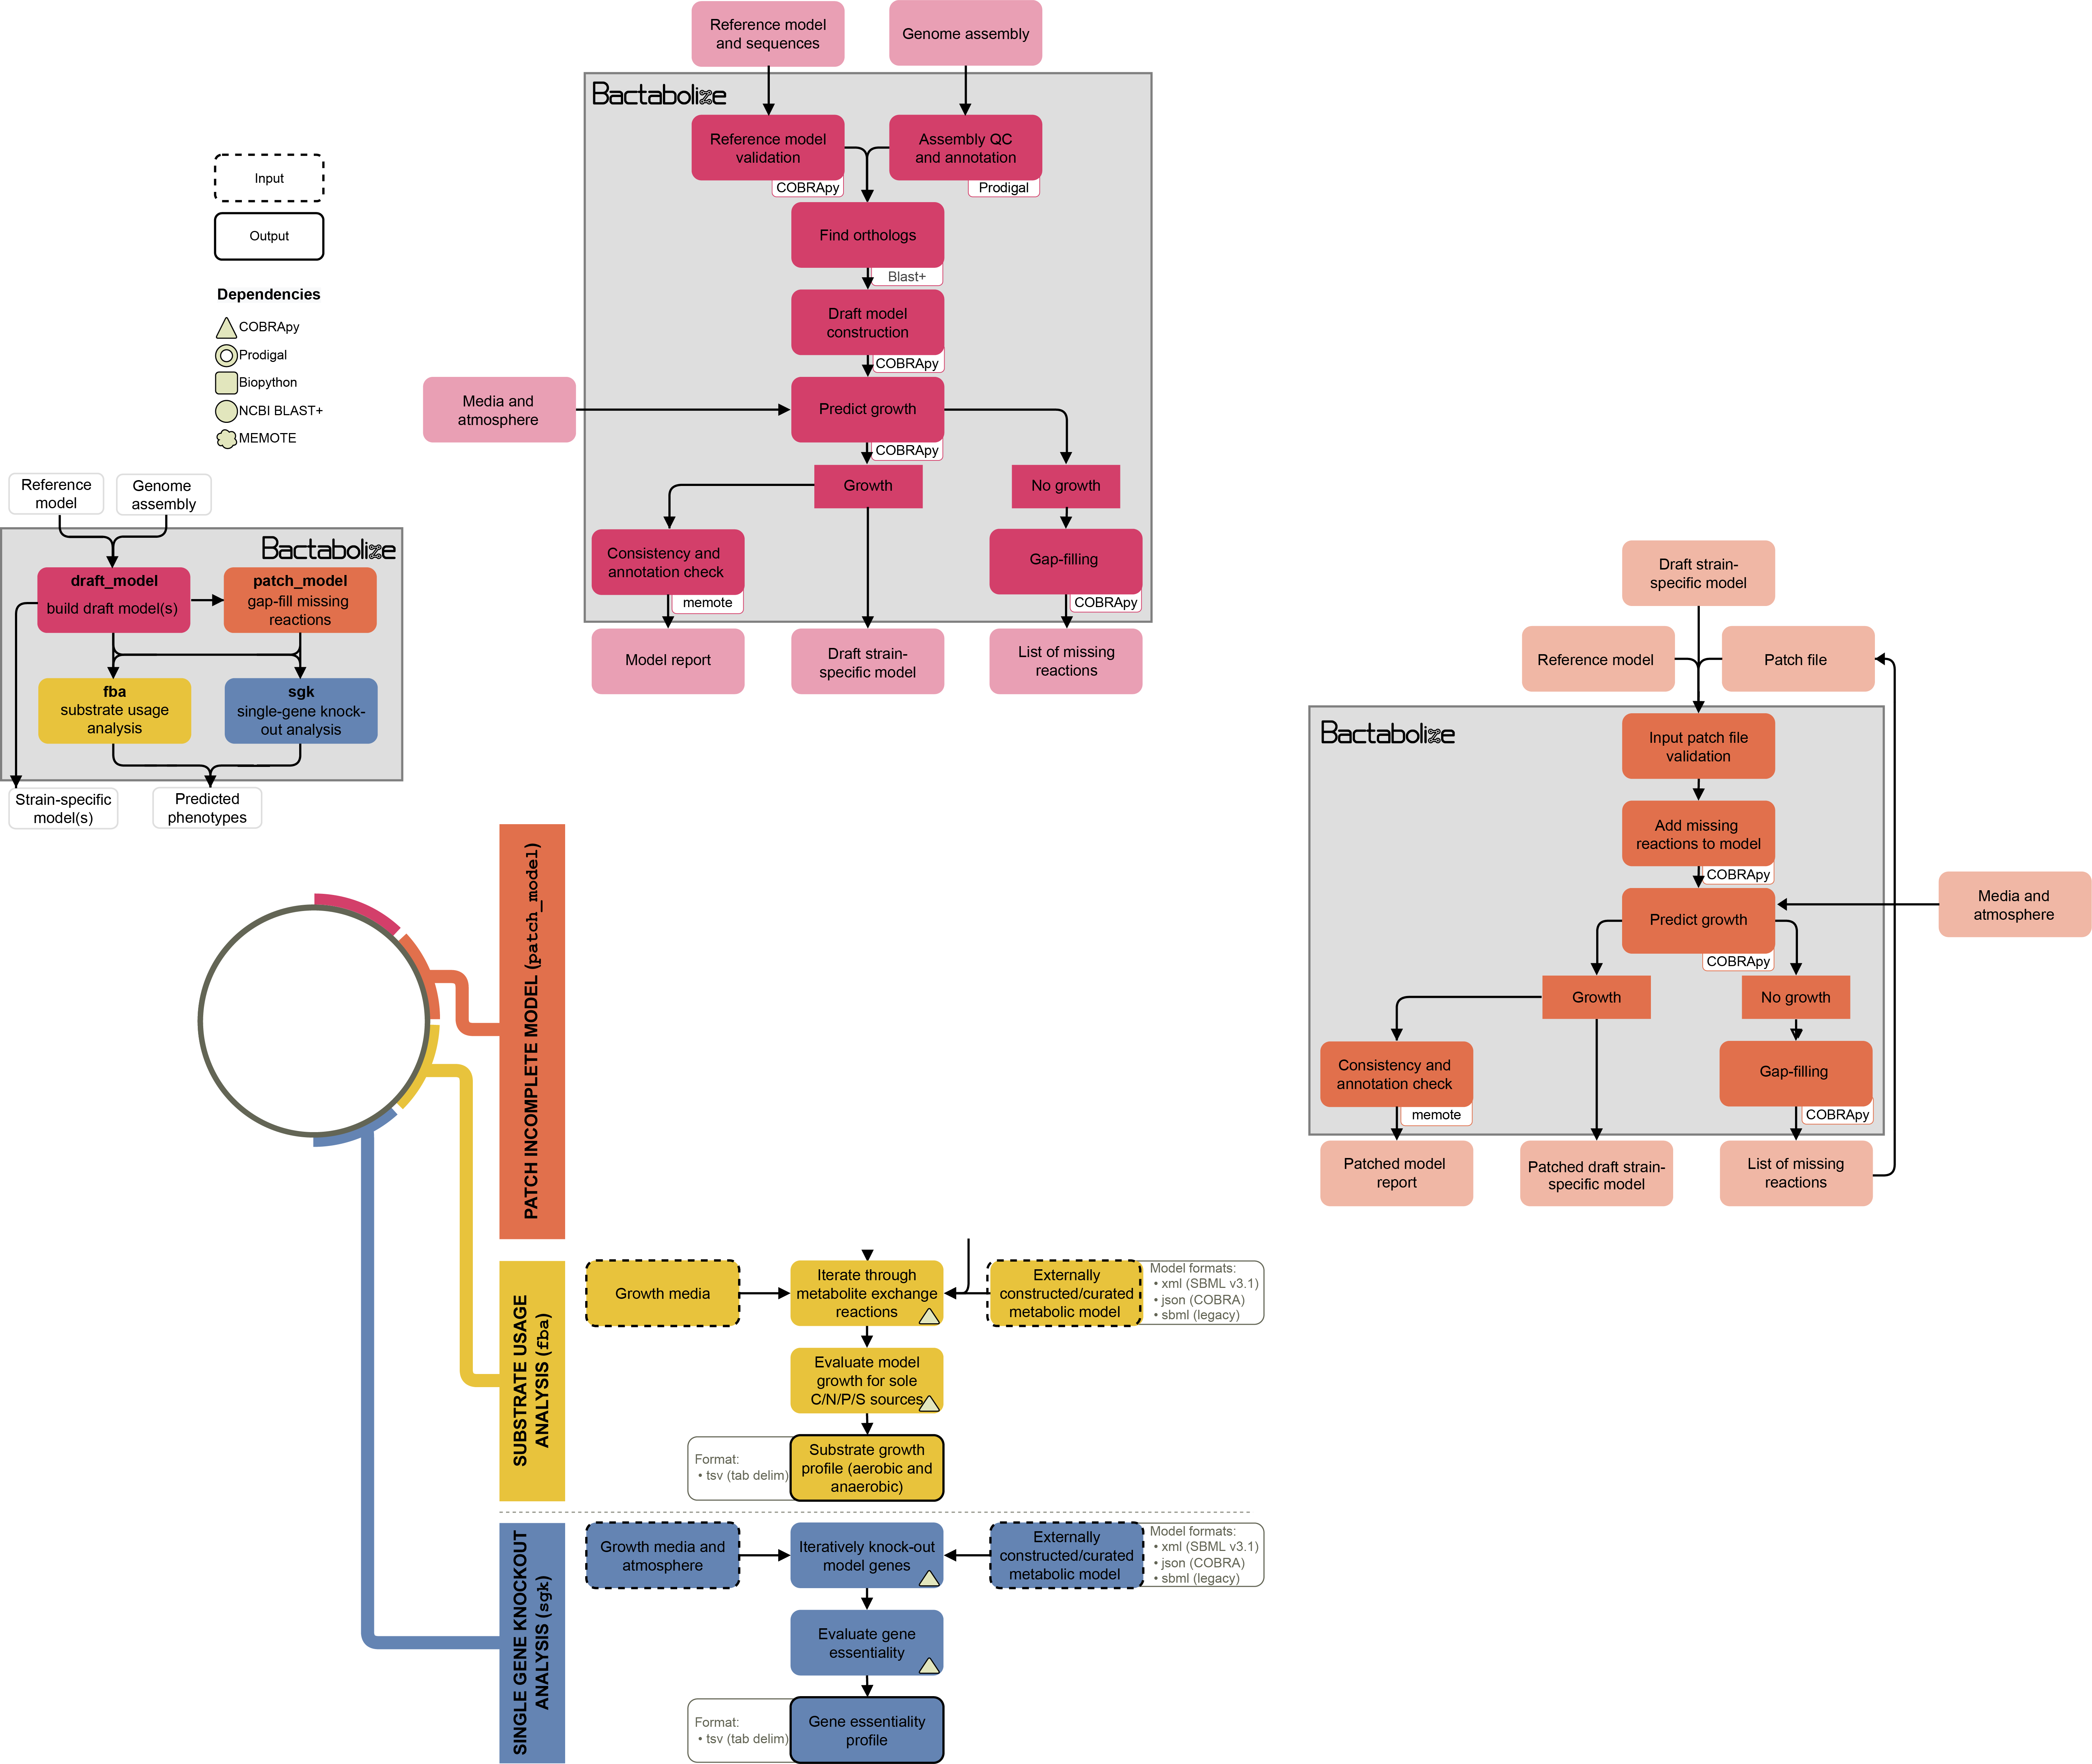 Reference model
and sequences
Genome assembly
Bactabolize
Reference model
validation
COBRApy
Assembly QC
and annotation
Prodigal
Find orthologs
Blast+
Draft model
construction
COBRApy
Media and
atmosphere
Predict growth
COBRApy
Growth
No growth
Consistency and
annotation check
memote
Gap-filling
COBRApy
Model report
Draft strain-
specific model
List of missing
reactions
Input
Output
Dependencies
COBRApy
Prodigal
Biopython
NCBI BLAST+
MEMOTE
Reference
model
Genome
assembly
Bactabolize
draft_model
build draft model(s)
patch_model
gap-fill missing
reactions
fba
substrate usage
analysis
sgk
single-gene knock-
out analysis
Strain-specific
model(s)
Predicted
phenotypes
Draft strain-
specific model
Reference model
Patch file
Bactabolize
Input patch file
validation
Add missing
reactions to model
COBRApy
Predict growth
COBRApy
Media and
atmosphere
Growth
No growth
Consistency and
annotation check
memote
Gap-filling
COBRApy
Patched model
report
Patched draft strain-
specific model
List of missing
reactions
PATCH INCOMPLETE MODEL (patch_model)
SUBSTRATE USAGE
ANALYSIS (fba)
Growth media
Iterate through
metabolite exchange
reactions
Externally
constructed/curated
metabolic model
Model formats:
• xml (SBML v3.1)
• json (COBRA)
• sbml (legacy)
Evaluate model
growth for sole
C/N/P/S sources
Format:
• tsv (tab delim)
Substrate growth
profile (aerobic and
anaerobic)
SINGLE GENE KNOCKOUT
ANALYSIS (sgk)
Growth media and
atmosphere
Iteratively knock-out
model genes
Externally
constructed/curated
metabolic model
Model formats:
• xml (SBML v3.1)
• json (COBRA)
• sbml (legacy)
Evaluate gene
essentiality
Format:
• tsv (tab delim)
Gene essentiality
profile